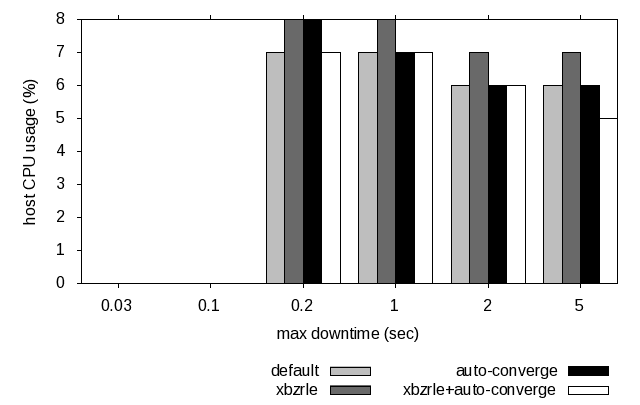 host CPU usage (%)
8
7
6
5
4
3
2
1
0
0.03 0.1 0.2 1 2 5
max downtime (sec)
default auto-converge
xbzrle xbzrle+auto-converge